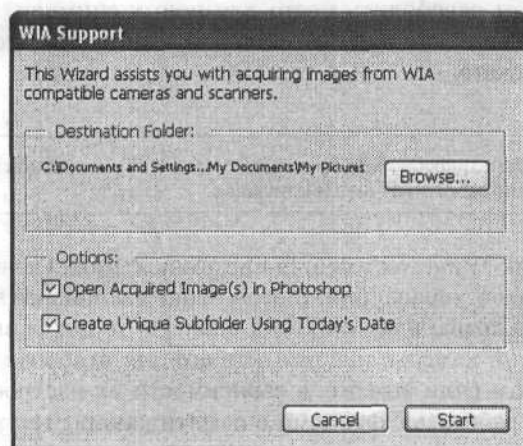 WIA Support
This Wizard assists you with acquiring images from WIA
compatible cameras and scanners.
Destination Folder:
C:\Documents and Settings...My Documents\My Pictures
Browse...
Options:
Open Acquired Image(s) in Photoshop
Create Unique Subfolder Using Today's Date
Cancel
Start